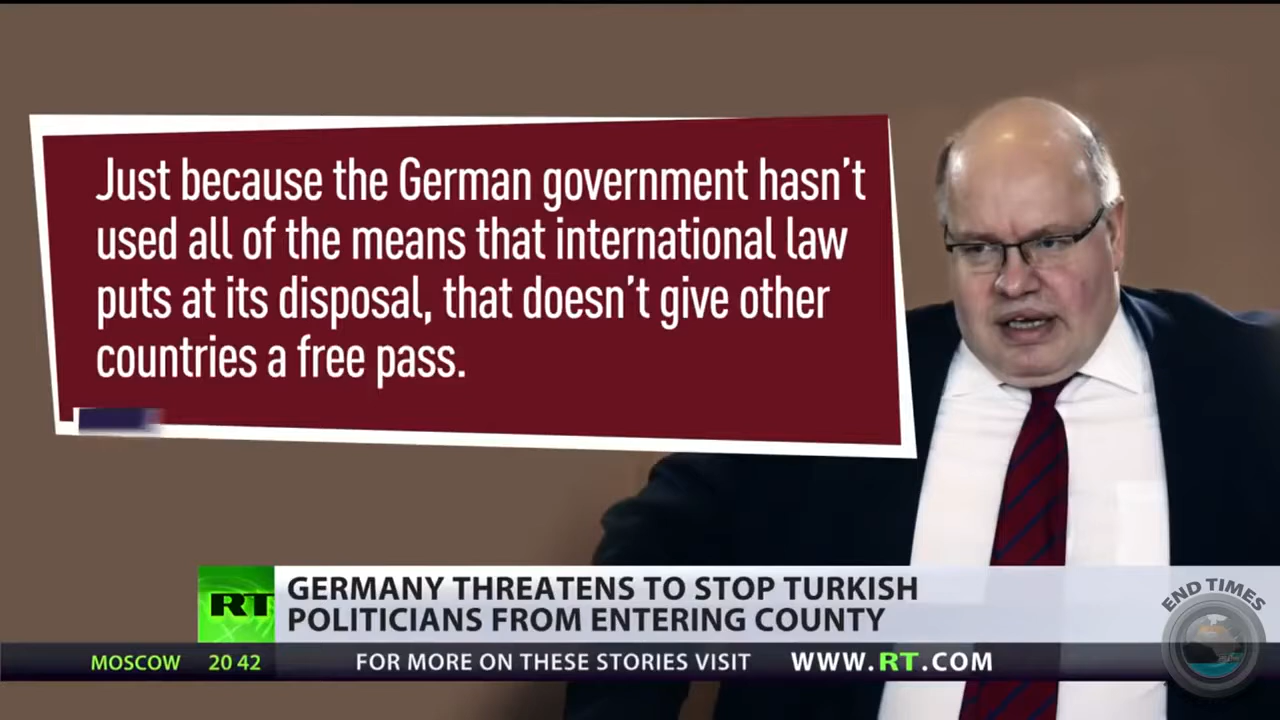 Just because the German government hasn't
used all of the means that international law
puts at its disposal, that doesn't give other
countries a free pass.
RT
GERMANY THREATENS TO STOP TURKISH
POLITICIANS FROM ENTERING COUNTY
MOSCOW 20 42 FOR MORE ON THESE STORIES VISIT WWW.RT.COM
END TIMES